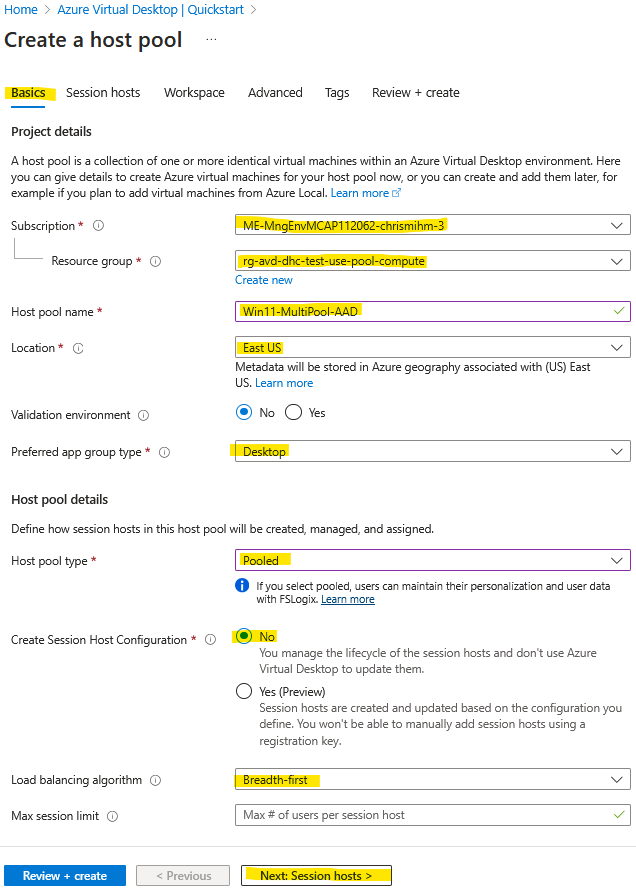 Home > Azure Virtual Desktop | Quickstart >
Create a host pool ...
Basics Session hosts Workspace Advanced Tags Review + create
Project details
A host pool is a collection of one or more identical virtual machines within an Azure Virtual Desktop environment. Here
you can give details to create Azure virtual machines for your host pool now, or you can create and add them later, for
example if you plan to add virtual machines from Azure Local. Learn more
Subscription *
ME-MngEnvMCAP112062-chrismihm-3
Resource group *
rg-avd-dhc-test-use-pool-compute
Create new
Host pool name *
Win11-MultiPool-AAD
Location *
East US
Metadata will be stored in Azure geography associated with (US) East
US. Learn more
Validation environment
No Yes
Preferred app group type *
Desktop
Host pool details
Define how session hosts in this host pool will be created, managed, and assigned.
Host pool type *
Pooled
If you select pooled, users can maintain their personalization and user data
with FSLogix. Learn more
Create Session Host Configuration *
No
You manage the lifecycle of the session hosts and don't use Azure
Virtual Desktop to update them.
Yes (Preview)
Session hosts are created and updated based on the configuration you
define. You won't be able to manually add session hosts using a
registration key.
Load balancing algorithm
Breadth-first
Max session limit
Max # of users per session host
Review + create < Previous Next: Session hosts >